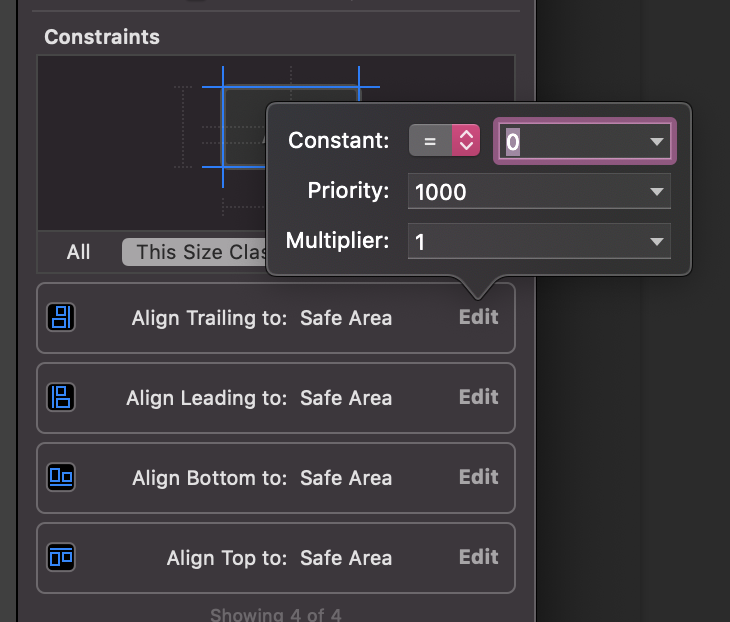 Constraints
Constant: = 0
Priority: 1000
Multiplier: 1
All This Size Clas
Align Trailing to: Safe Area Edit
Align Leading to: Safe Area Edit
Align Bottom to: Safe Area Edit
Align Top to: Safe Area Edit
Showing 4 of 4